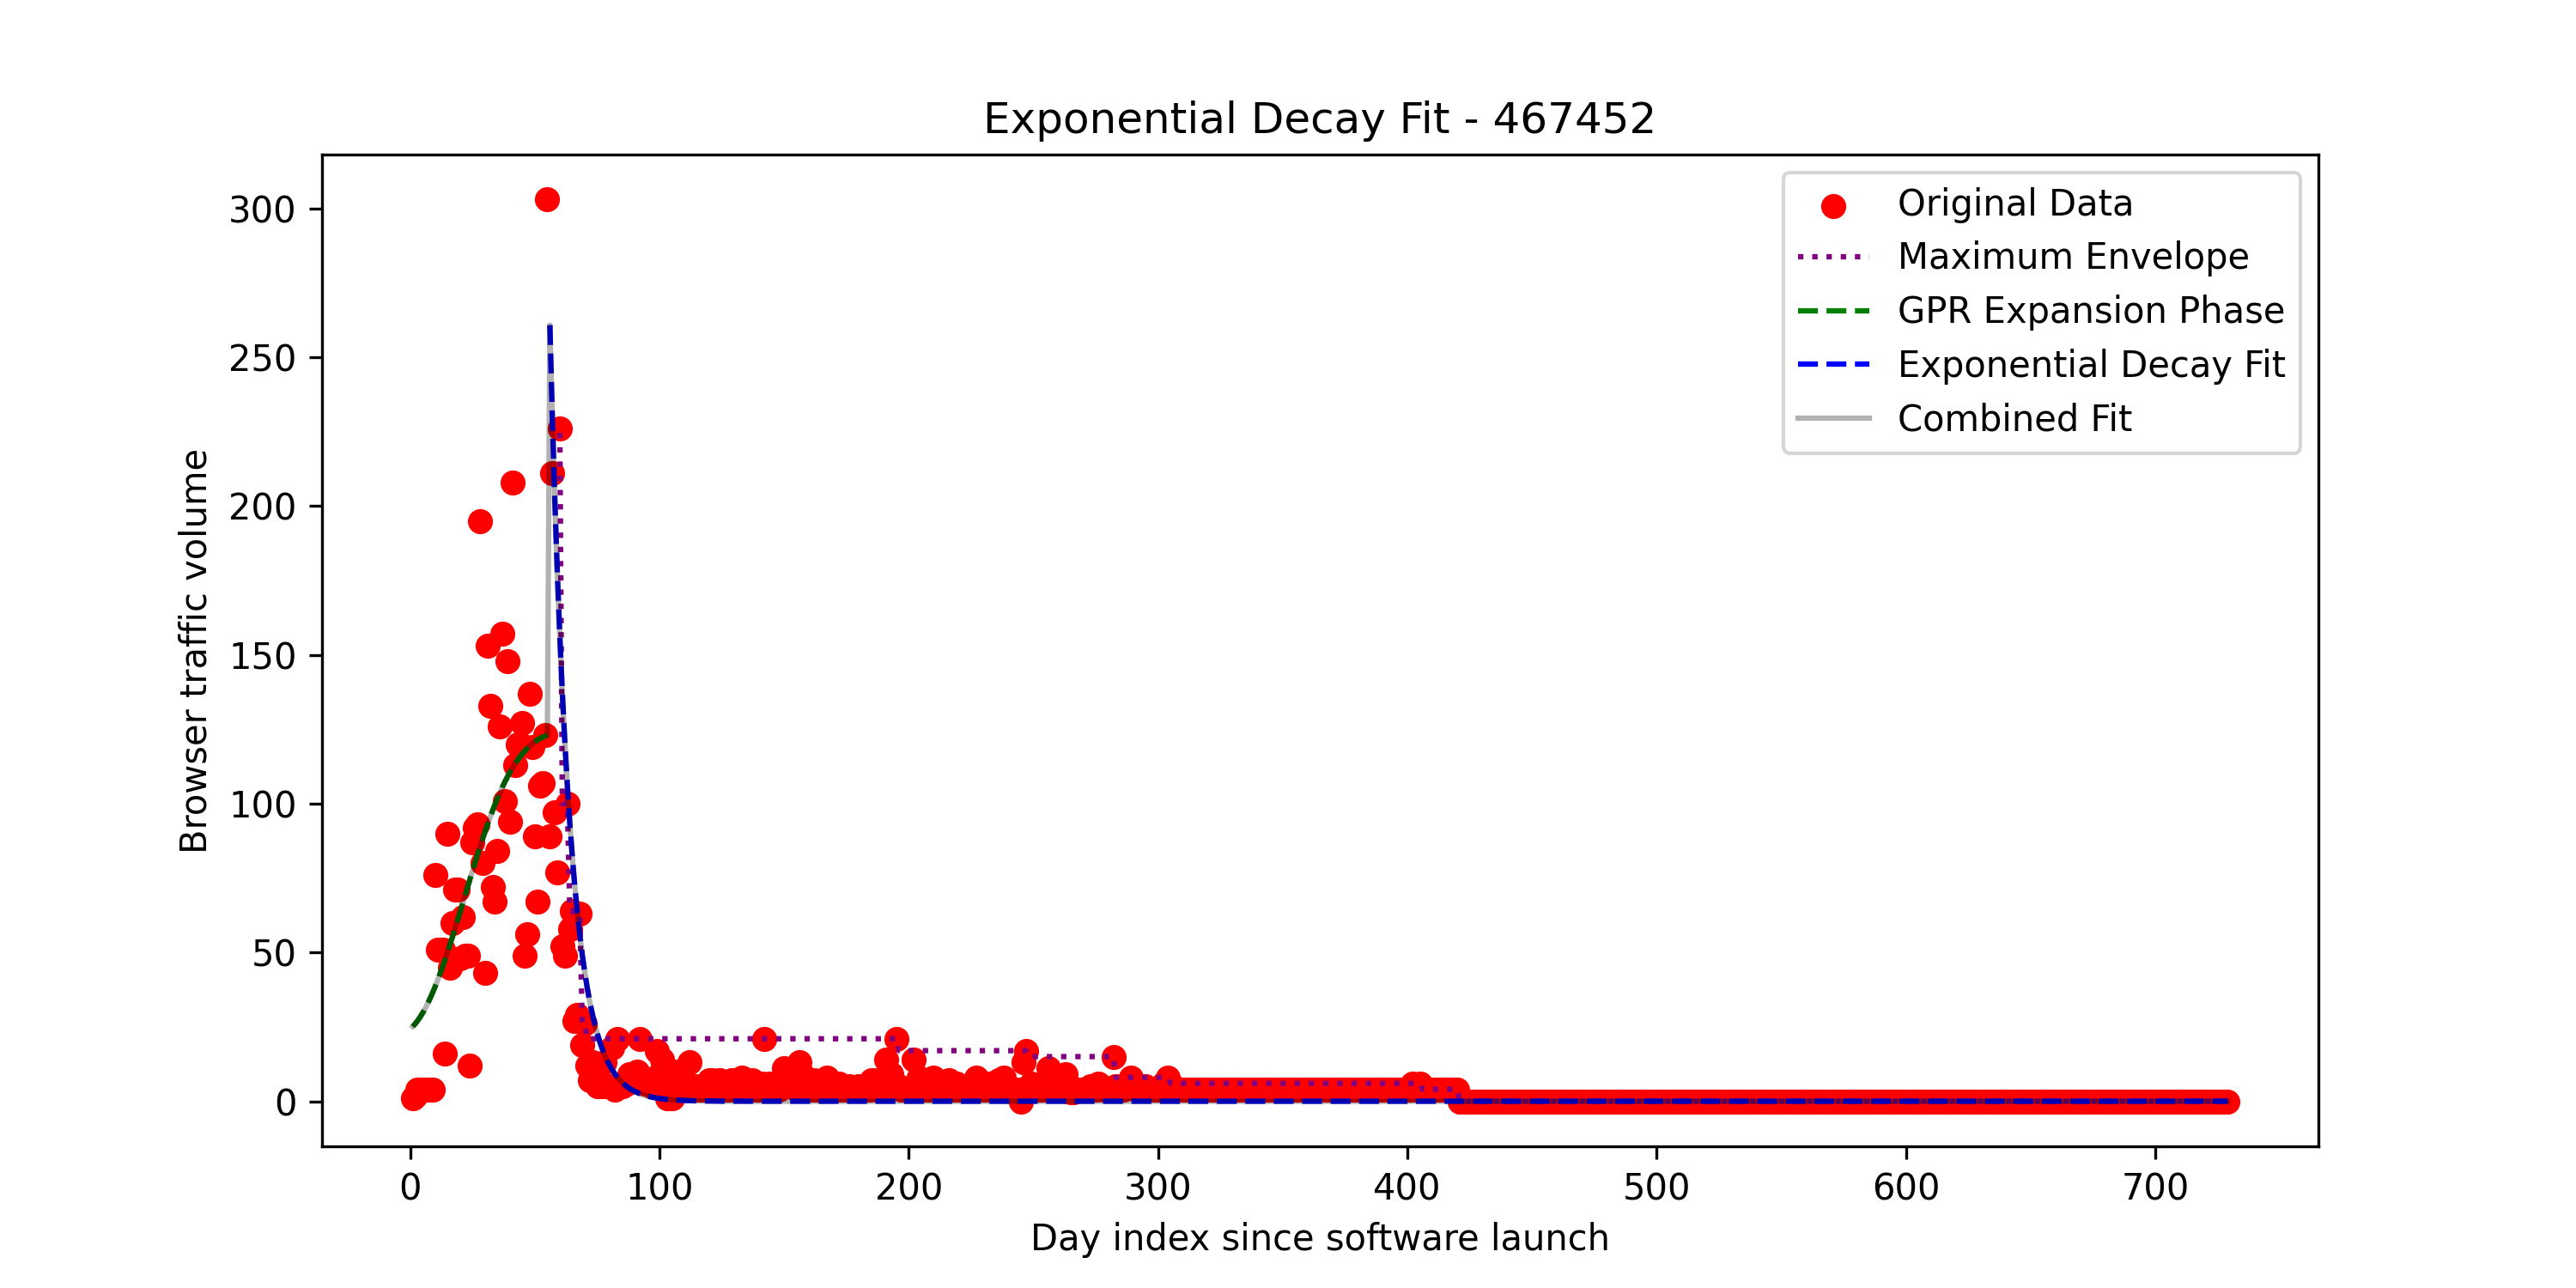 Exponential Decay Fit - 467452
Original Data
Maximum Envelope
GPR Expansion Phase
Exponential Decay Fit
Combined Fit
Browser traffic volume
300
250
200
150
100
50
0
0 100 200 300 400 500 600 700
Day index since software launch